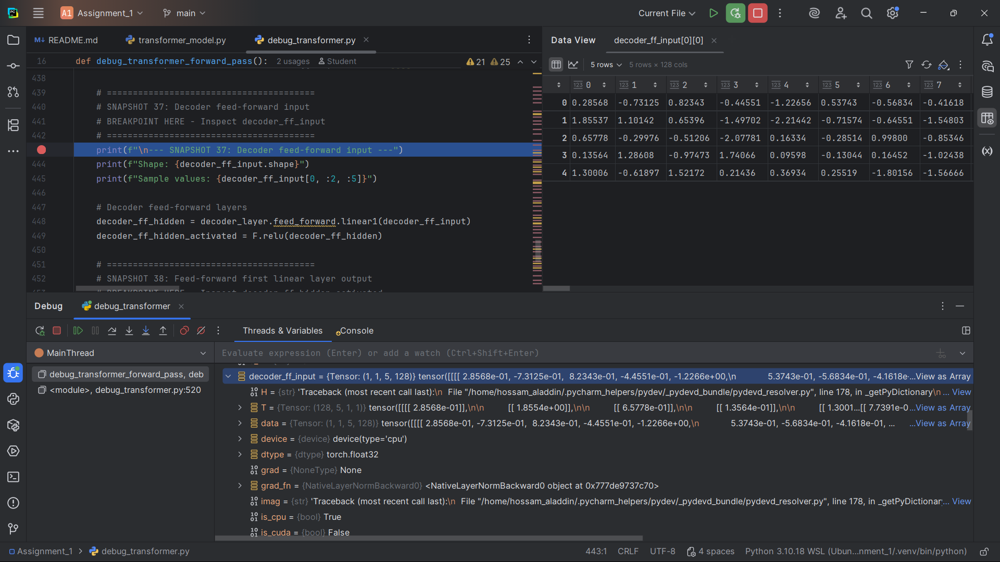 A1 Assignment_1 main Current File
README.md transformer_model.py debug_transformer.py
16 def debug_transformer_forward_pass(): 2 usages Student 21 25
438
439 # ========================================
440 # SNAPSHOT 37: Decoder feed-forward input
441 # BREAKPOINT HERE - Inspect decoder_ff_input
442 # ========================================
print(f"\n--- SNAPSHOT 37: Decoder feed-forward input ---")
444 print(f"Shape: {decoder_ff_input.shape}")
445 print(f"Sample values: {decoder_ff_input[0, :2, :5]}")
446
447 # Decoder feed-forward layers
448 decoder_ff_hidden = decoder_layer.feed_forward.linear1(decoder_ff_input)
449 decoder_ff_hidden_activated = F.relu(decoder_ff_hidden)
450
451 # ========================================
452 # SNAPSHOT 38: Feed-forward first linear layer output
Data View decoder_ff_input[0][0]
5 rows 5 rows × 128 cols
123 0 123 1 123 2 123 3 123 4 123 5 123 6 123 7
0 0.28568 -0.73125 0.82343 -0.44551 -1.22656 0.53743 -0.56834 -0.41618
1 1.85537 1.10142 0.65396 -1.49702 -2.21442 -0.71574 -0.64551 -1.54803
2 0.65778 -0.29976 -0.51206 -2.07781 0.16334 -0.28514 0.99800 -0.85346
3 0.13564 1.28608 -0.97473 1.74066 0.09598 -0.13044 0.16452 -1.02438
4 1.30006 -0.61897 1.52172 0.21436 0.36934 0.25519 -1.80156 -1.56666
Debug debug_transformer
Threads & Variables Console
MainThread
debug_transformer_forward_pass, deb
<module>, debug_transformer.py:520
Evaluate expression (Enter) or add a watch (Ctrl+Shift+Enter)
decoder_ff_input = {Tensor: (1, 1, 5, 128)} tensor([[[[ 2.8568e-01, -7.3125e-01, 8.2343e-01, -4.4551e-01, -1.2266e+00,\n 5.3743e-01, -5.6834e-01, -4.1618e-...View as Array
H = {str} 'Traceback (most recent call last):\n File "/home/hossam_aladdin/.pycharm_helpers/pydev/_pydevd_bundle/pydevd_resolver.py", line 178, in _getPyDictionary\n ... View
T = {Tensor: (128, 5, 1, 1)} tensor([[[[ 2.8568e-01]],\n\n [[ 1.8554e+00]],\n\n [[ 6.5778e-01]],\n\n [[ 1.3564e-01]],\n\n [[ 1.3001...[[ 7.7391e-0...View as Array
data = {Tensor: (1, 1, 5, 128)} tensor([[[[ 2.8568e-01, -7.3125e-01, 8.2343e-01, -4.4551e-01, -1.2266e+00,\n 5.3743e-01, -5.6834e-01, -4.1618e-01, ... ...View as Array
device = {device} device(type='cpu')
dtype = {dtype} torch.float32
grad = {NoneType} None
grad_fn = {NativeLayerNormBackward0} <NativeLayerNormBackward0 object at 0x777de9737c70>
imag = {str} 'Traceback (most recent call last):\n File "/home/hossam_aladdin/.pycharm_helpers/pydev/_pydevd_bundle/pydevd_resolver.py", line 178, in _getPyDictionar... View
is_cpu = {bool} True
is_cuda = {bool} False
Assignment_1 > debug_transformer.py
443:1 CRLF UTF-8 4 spaces Python 3.10.18 WSL (Ubun...nment_1/.venv/bin/python)